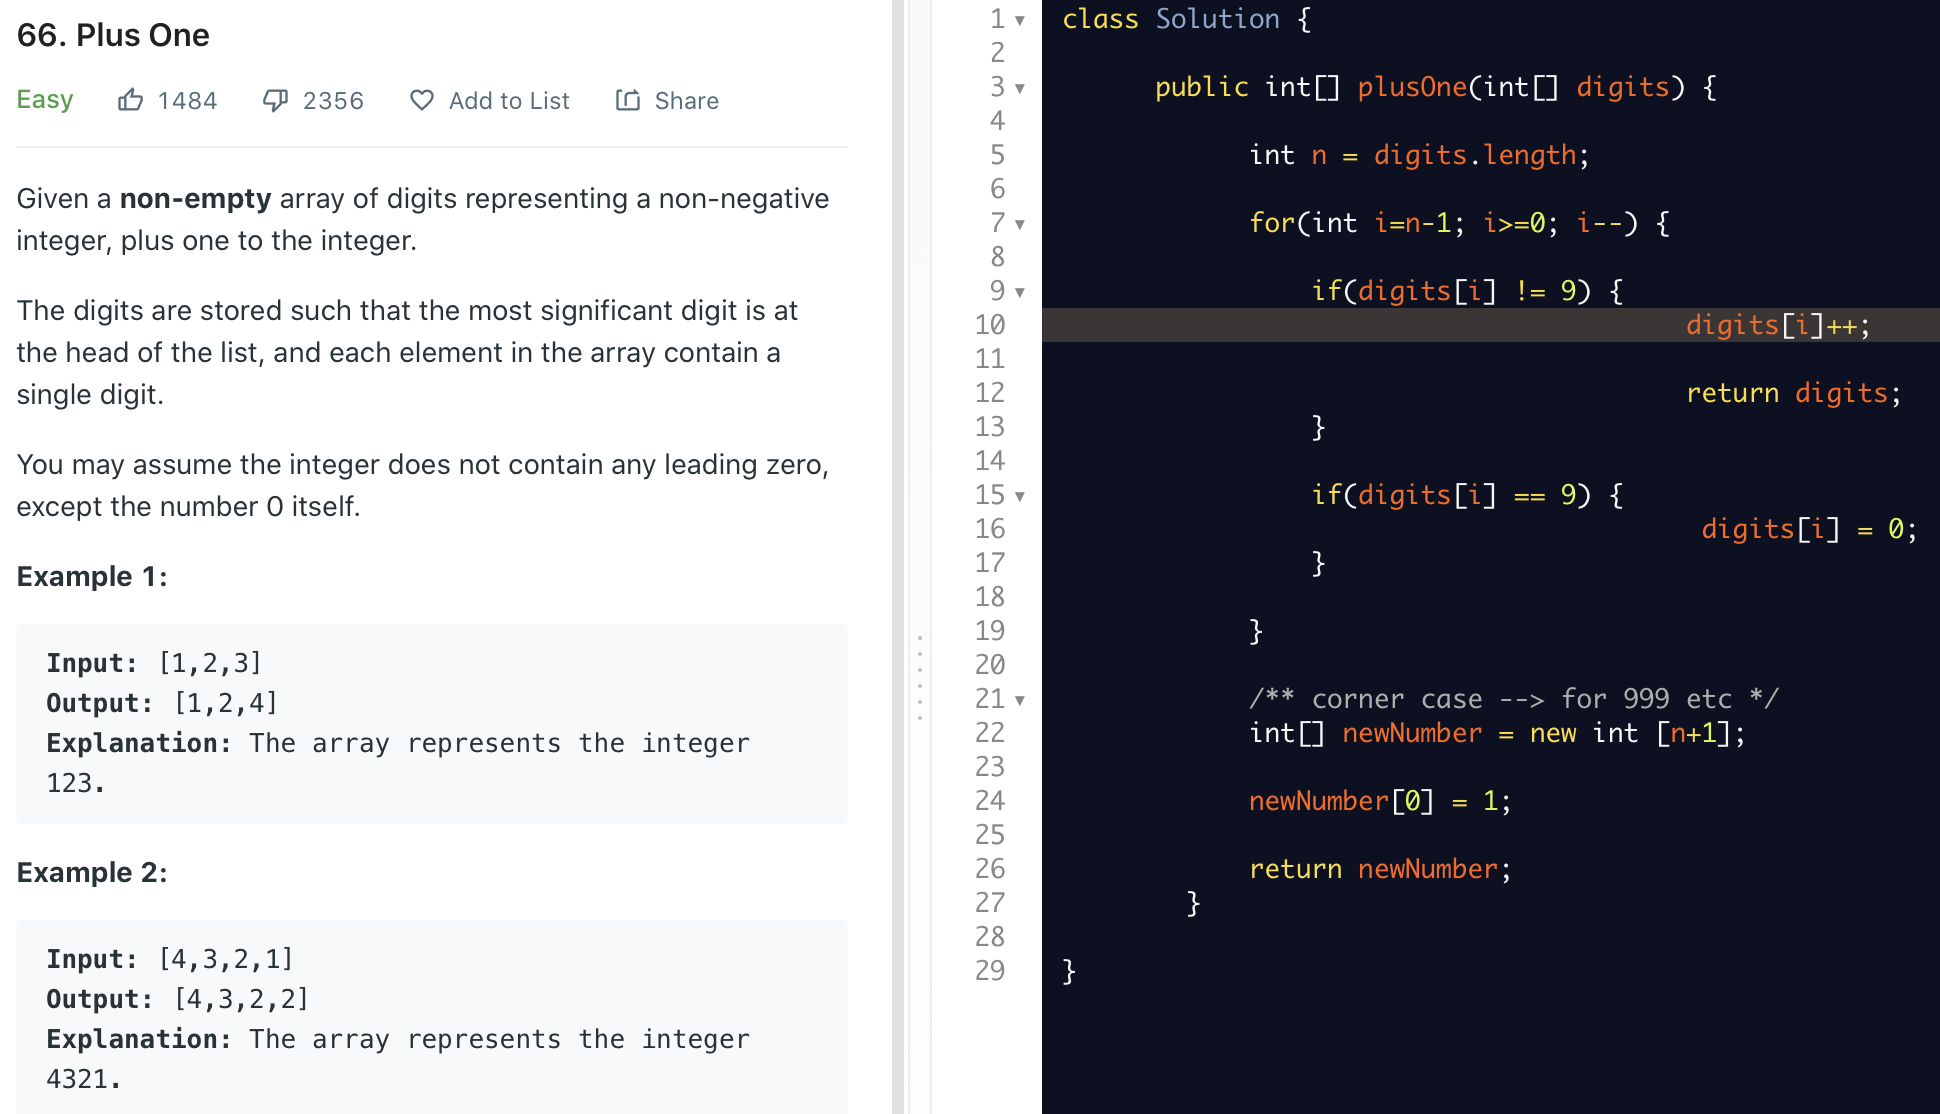 66. Plus One
Easy 1484 2356 Add to List Share
Given a non-empty array of digits representing a non-negative
integer, plus one to the integer.
The digits are stored such that the most significant digit is at
the head of the list, and each element in the array contain a
single digit.
You may assume the integer does not contain any leading zero,
except the number 0 itself.
Example 1:
Input: [1,2,3]
Output: [1,2,4]
Explanation: The array represents the integer
123.
Example 2:
Input: [4,3,2,1]
Output: [4,3,2,2]
Explanation: The array represents the integer
4321.
1 class Solution {
2
3 public int[] plusOne(int[] digits) {
4
5 int n = digits.length;
6
7 for(int i=n-1; i>=0; i--) {
8
9 if(digits[i] != 9) {
10 digits[i]++;
11
12 return digits;
13 }
14
15 if(digits[i] == 9) {
16 digits[i] = 0;
17 }
18
19 }
20
21 /** corner case --> for 999 etc */
22 int[] newNumber = new int [n+1];
23
24 newNumber[0] = 1;
25
26 return newNumber;
27 }
28
29 }